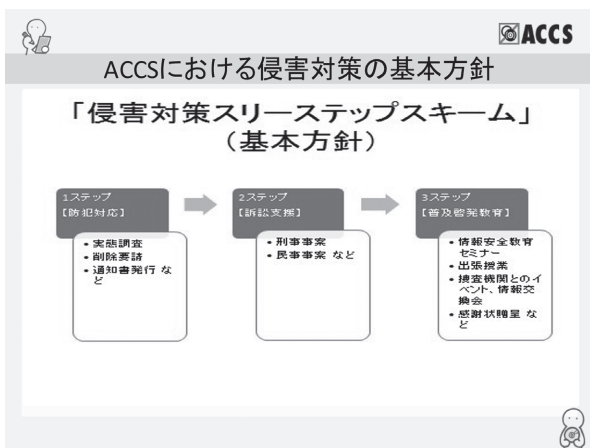 ACCS
ACCSにおける侵害対策の基本方針
「侵害対策スリーステップスキーム」
（基本方針）
1ステップ
【防犯対応】
・実態調査
・削除要請
・通知書発行 な
ど
2ステップ
【訴訟支援】
・刑事事案
・民事事案 など
3ステップ
【普及啓発教育】
・情報安全教育
セミナー
・出張授業
・捜査機関とのイ
ベント、情報交
換会
・感謝状贈呈 な
ど